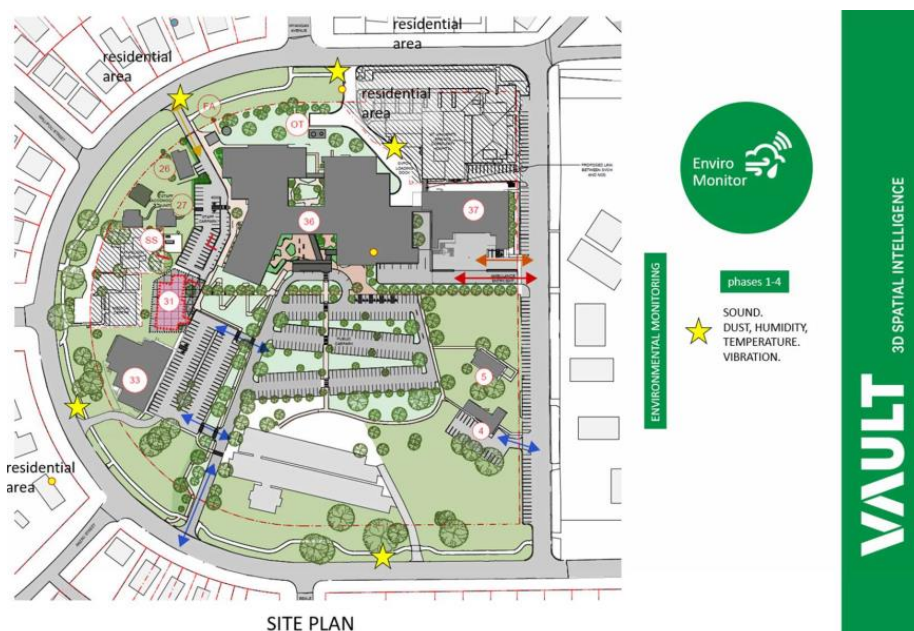 residential
area
residential
area
residential
area
FA
OT
26
27
SS
36
37
31
33
5
4
residential
area
SITE PLAN
Enviro
Monitor
ENVIRONMENTAL MONITORING
phases 1-4
SOUND.
DUST, HUMIDITY,
TEMPERATURE.
VIBRATION.
VAULT
3D SPATIAL INTELLIGENCE